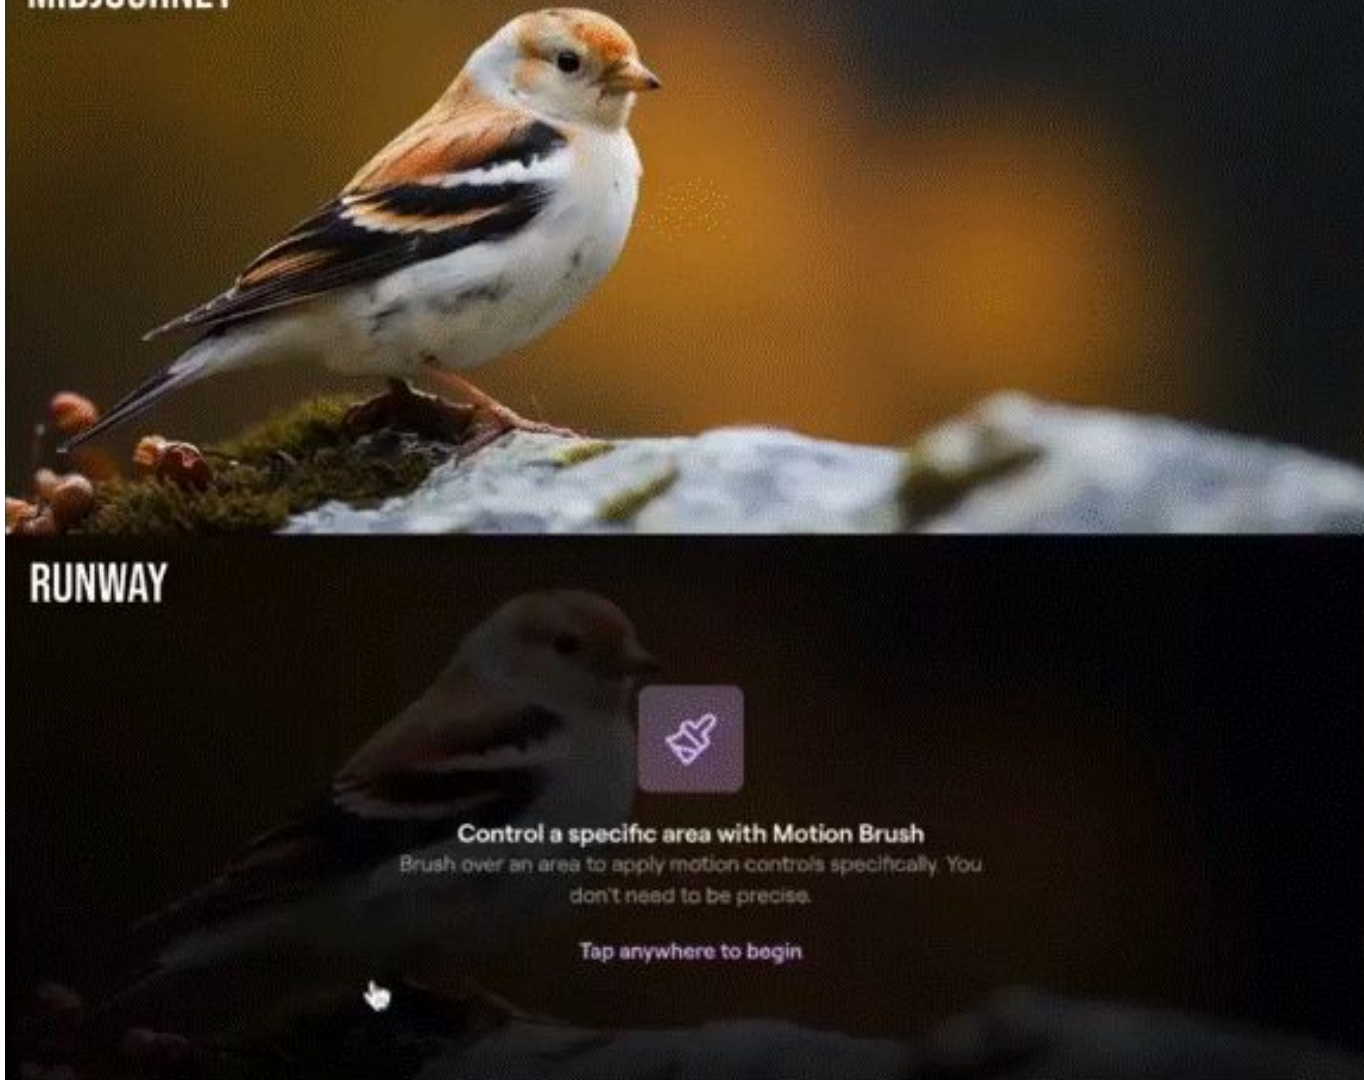 MIDJOURNEY
RUNWAY
Control a specific area with Motion Brush
Brush over an area to apply motion controls specifically. You
don't need to be precise.
Tap anywhere to begin